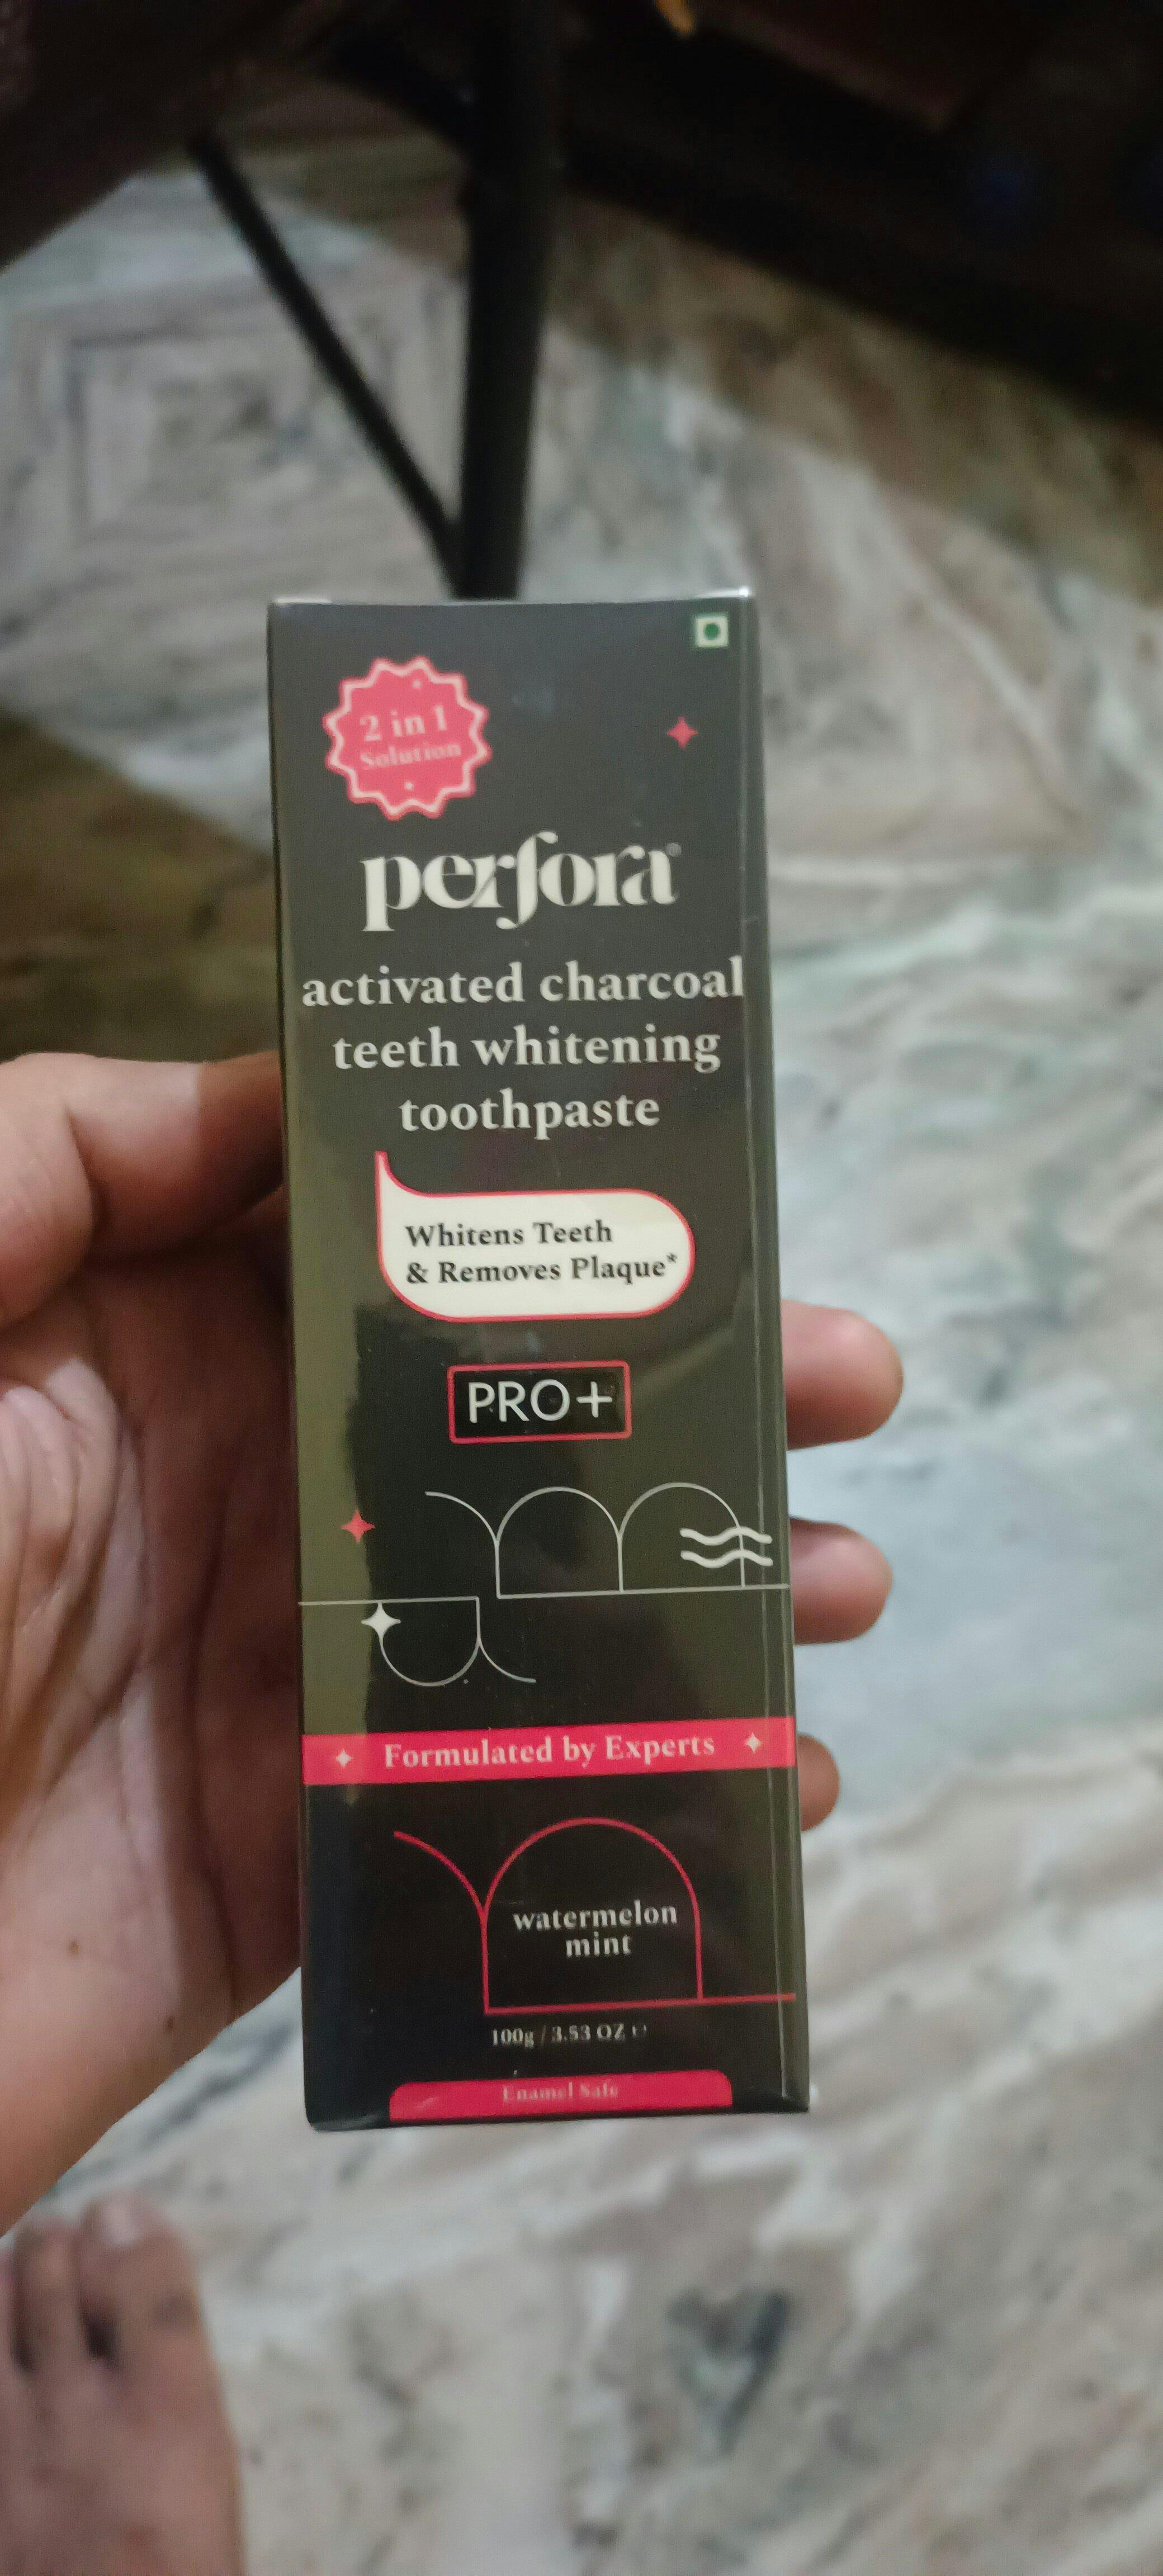 2 in 1
Solution
perfora®
activated charcoal
teeth whitening
toothpaste
Whitens Teeth
& Removes Plaque*
PRO+
Formulated by Experts
watermelon
mint
100g / 3.53 OZ ℮
Enamel Safe